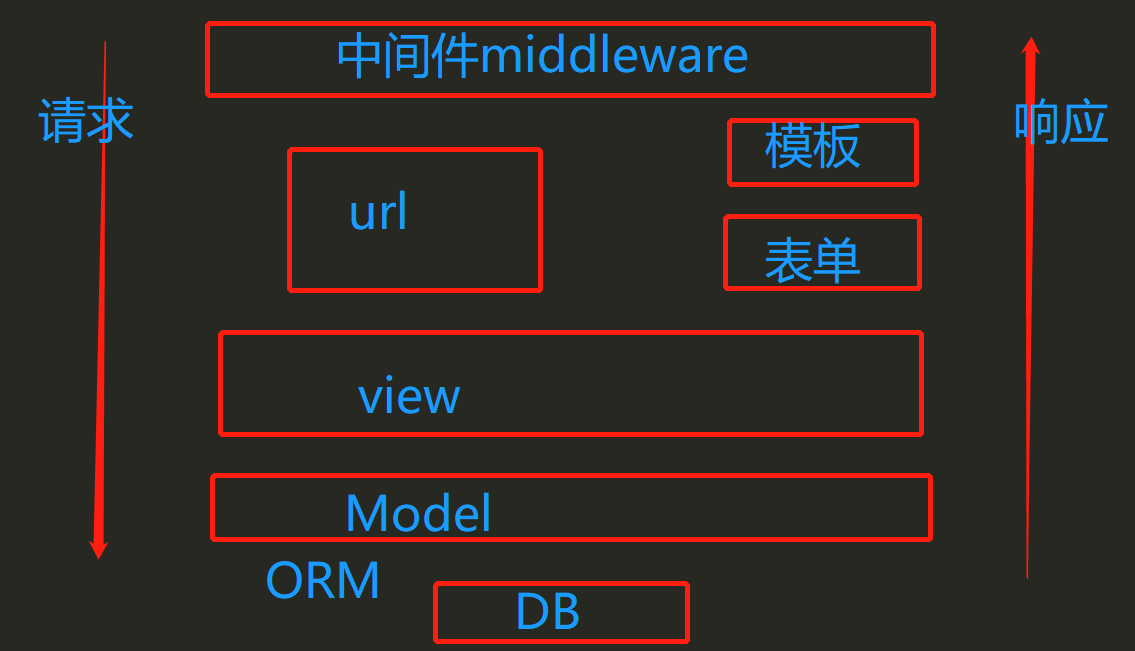 中间件middleware
请求
响应
模板
url
表单
view
Model
ORM
DB